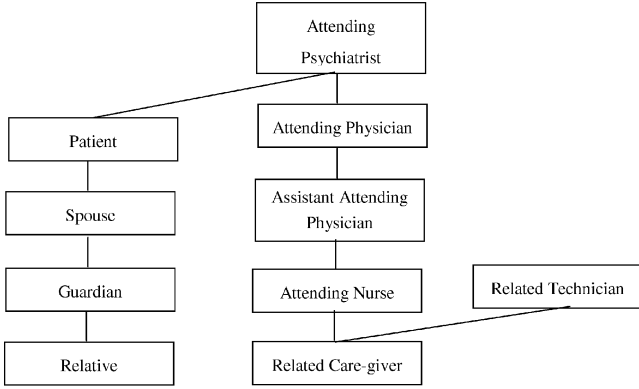 Attending
Psychiatrist
Attending Physician
Patient
Assistant Attending
Physician
Spouse
Guardian
Attending Nurse
Related Technician
Relative
Related Care-giver